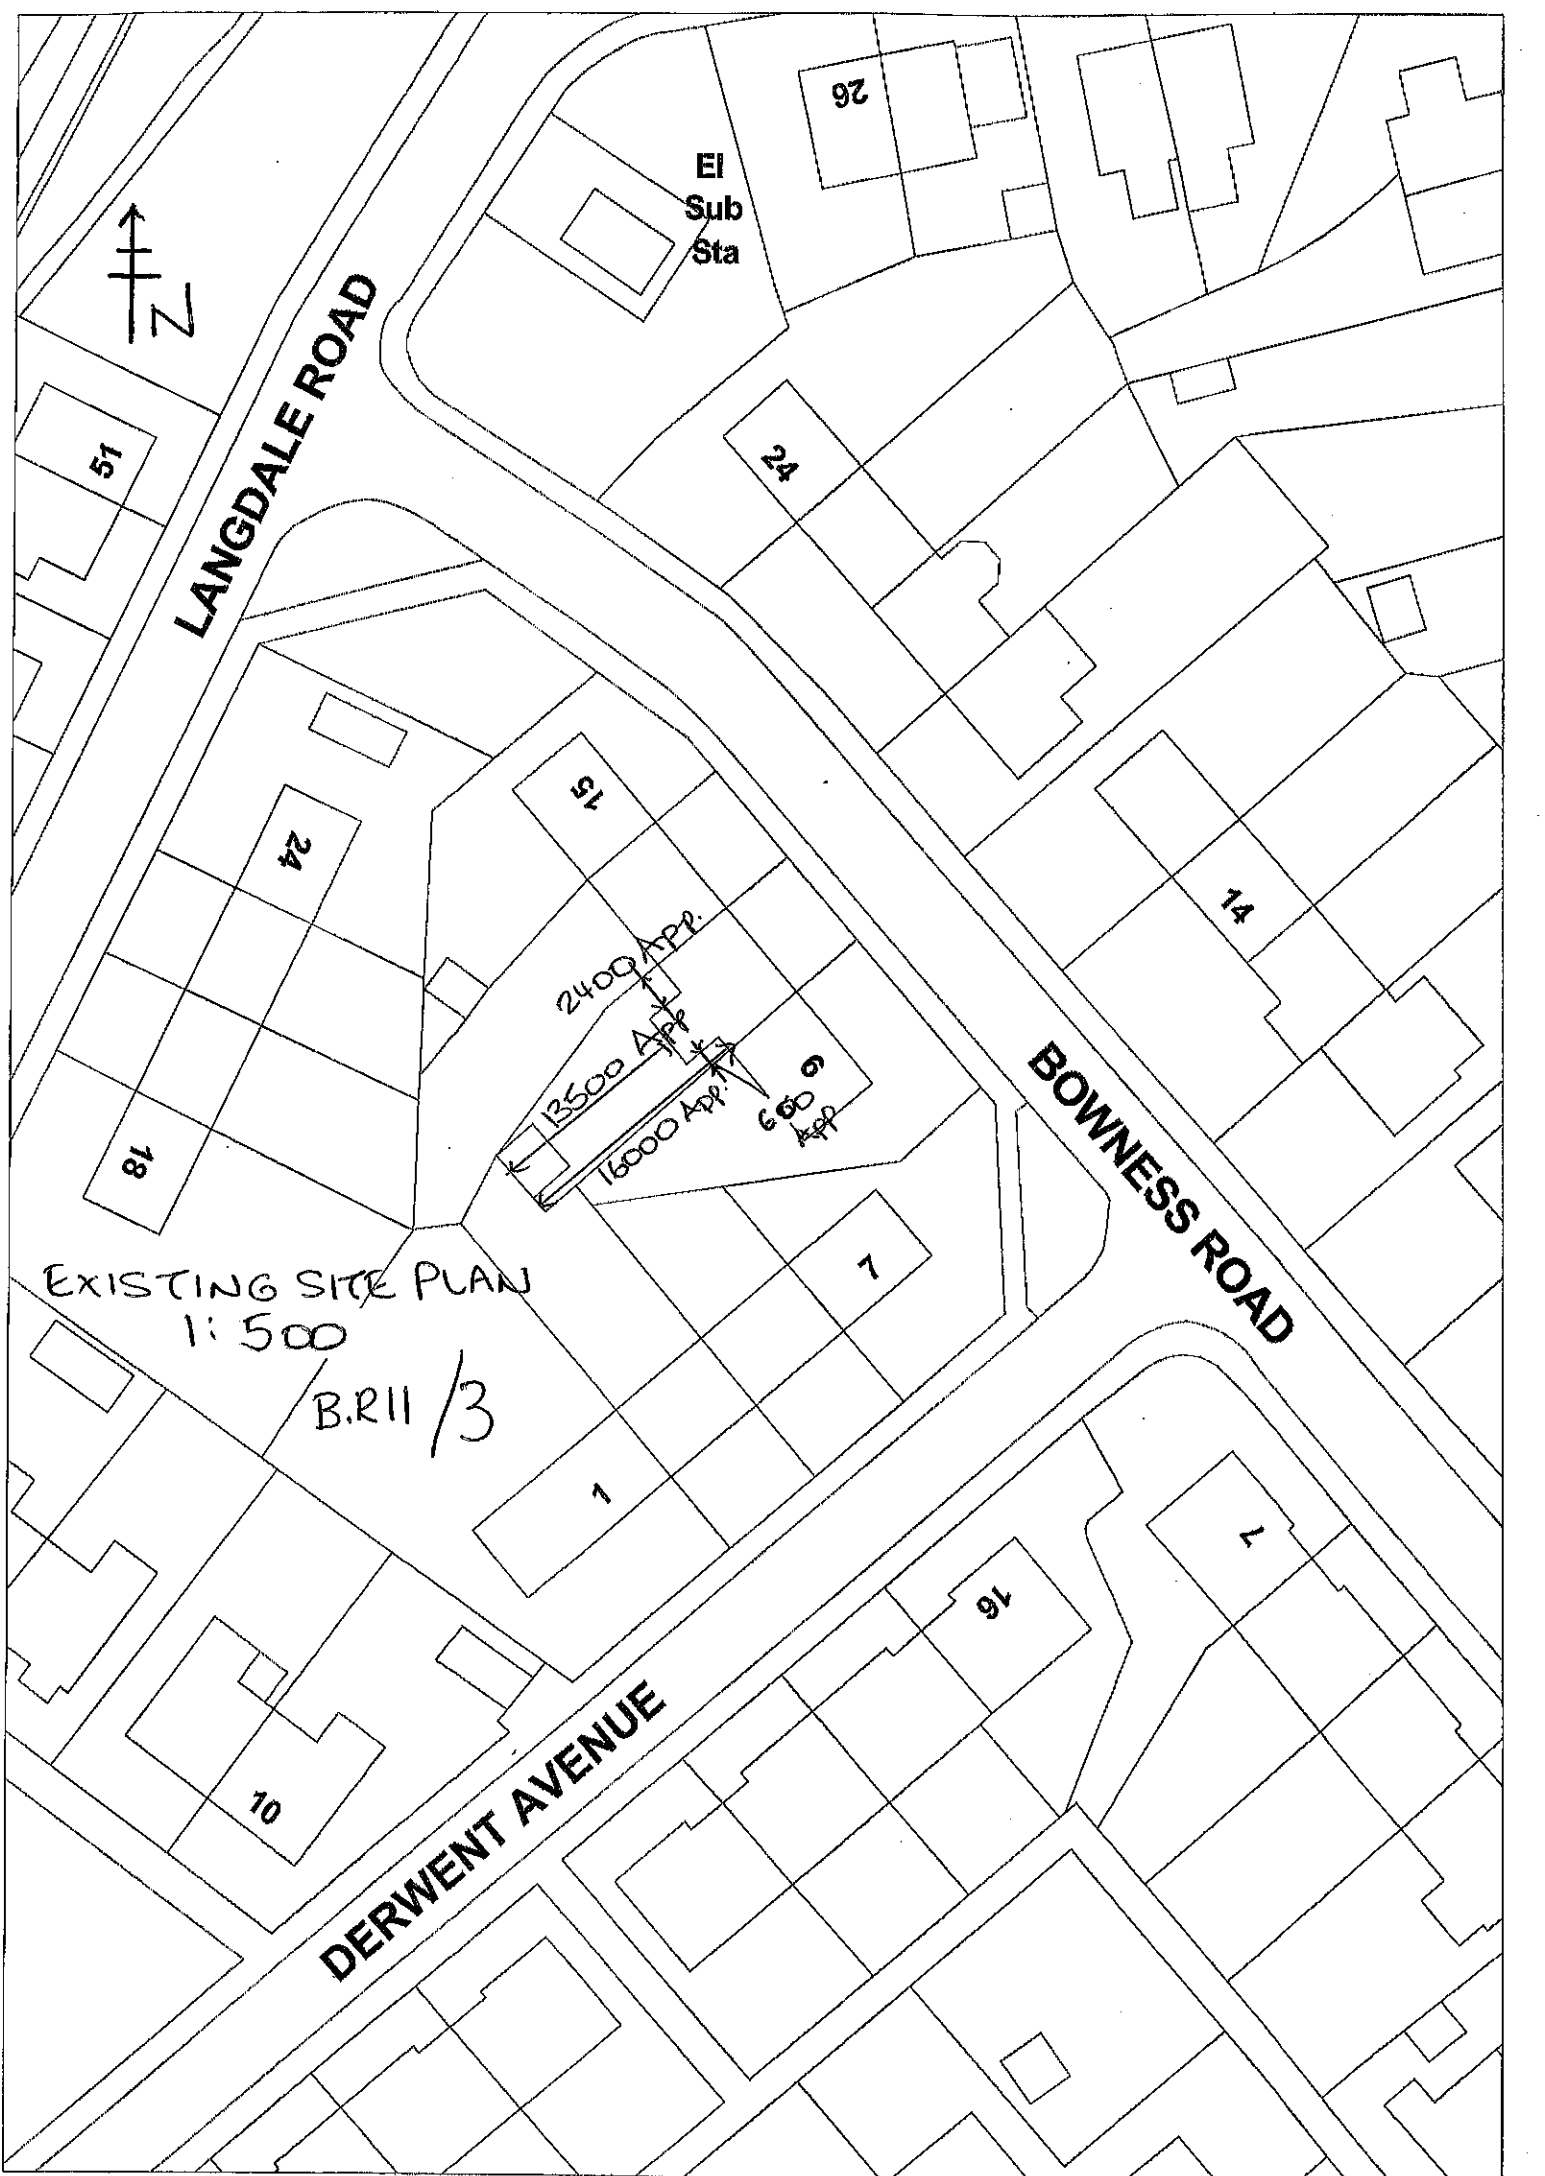 26
El
Sub
Sta
N
LANGDALE ROAD
51
24
15
24
14
2400 APP.
13500 APP
16000 APP.
600
APP
9
BOWNESS ROAD
18
7
EXISTING SITE PLAN
1:500
B.R11/3
1
7
16
10
DERWENT AVENUE